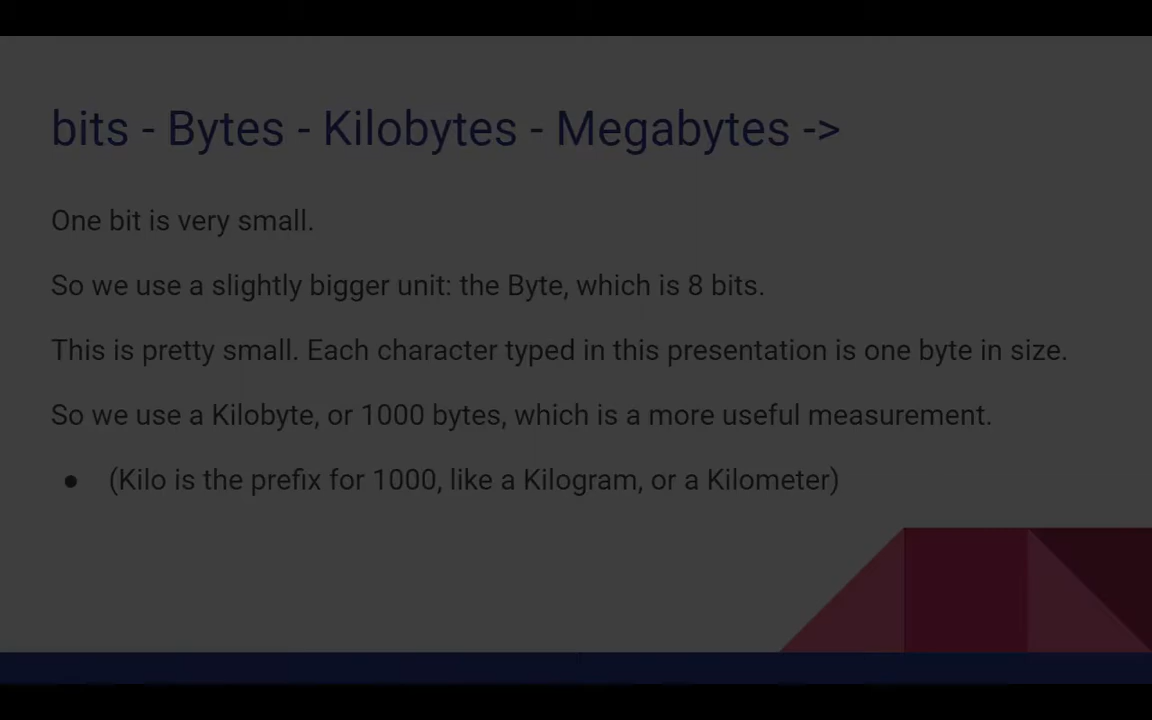 bits - Bytes - Kilobytes - Megabytes ->
One bit is very small.
So we use a slightly bigger unit: the Byte, which is 8 bits.
This is pretty small. Each character typed in this presentation is one byte in size.
So we use a Kilobyte, or 1000 bytes, which is a more useful measurement.
● (Kilo is the prefix for 1000, like a Kilogram, or a Kilometer)